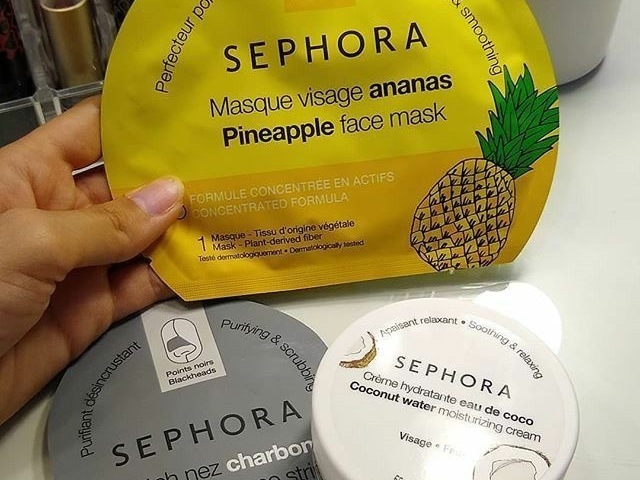 Perfecteur
& smoothing
SEPHORA
Masque visage ananas
Pineapple face mask
FORMULE CONCENTRÉE EN ACTIFS
CONCENTRATED FORMULA
1 Masque - Tissu d'origine végétale
Mask - Plant-derived fiber
Testé dermatologiquement • Dermatologically tested
Purifiant désincrustant
Purifying & scrubbing
Points noirs
Blackheads
SEPHORA
nez charbon
Apaisant relaxant • Soothing & relaxing
SEPHORA
Crème hydratante eau de coco
Coconut water moisturizing cream
Visage •